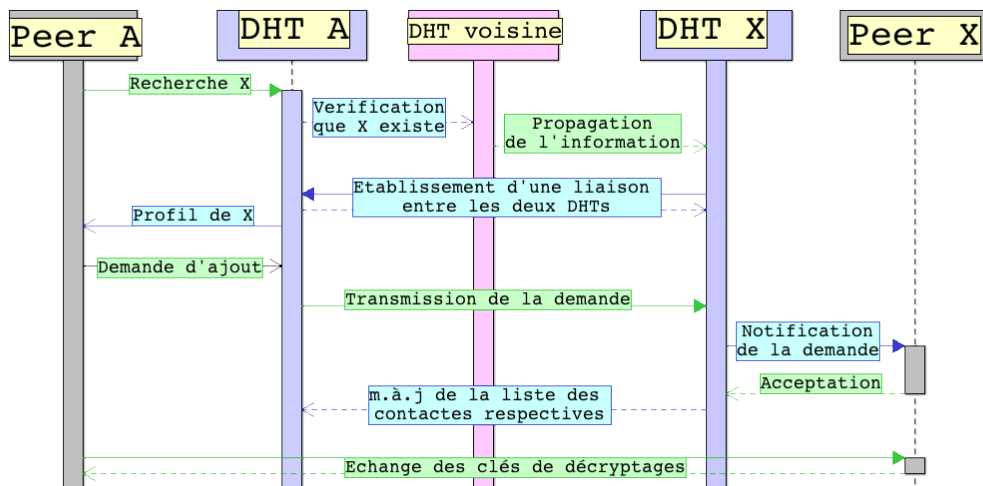 Peer A
DHT A
DHT voisine
DHT X
Peer X
Recherche X
Verification
que X existe
Propagation
de l'information
Etablissement d'une liaison
entre les deux DHTs
Profil de X
Demande d'ajout
Transmission de la demande
Notification
de la demande
Acceptation
m.à.j de la liste des
contactes respectives
Echange des clés de décryptages